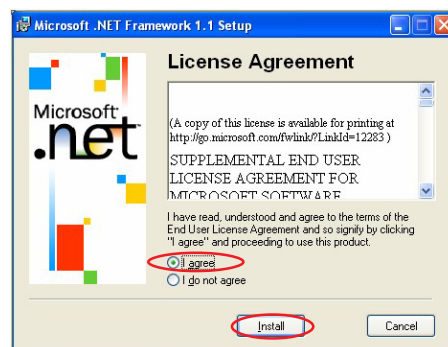 Microsoft .NET Framework 1.1 Setup
Microsoft
.net
License Agreement
(A copy of this license is available for printing at
http://go.microsoft.com/fwlink/?LinkId=12283 )
SUPPLEMENTAL END USER
LICENSE AGREEMENT FOR
MICROSOFT SOFTWARE
I have read, understood and agree to the terms of the
End User License Agreement and so signify by clicking
"I agree" and proceeding to use this product.
I agree
I do not agree
Install
Cancel